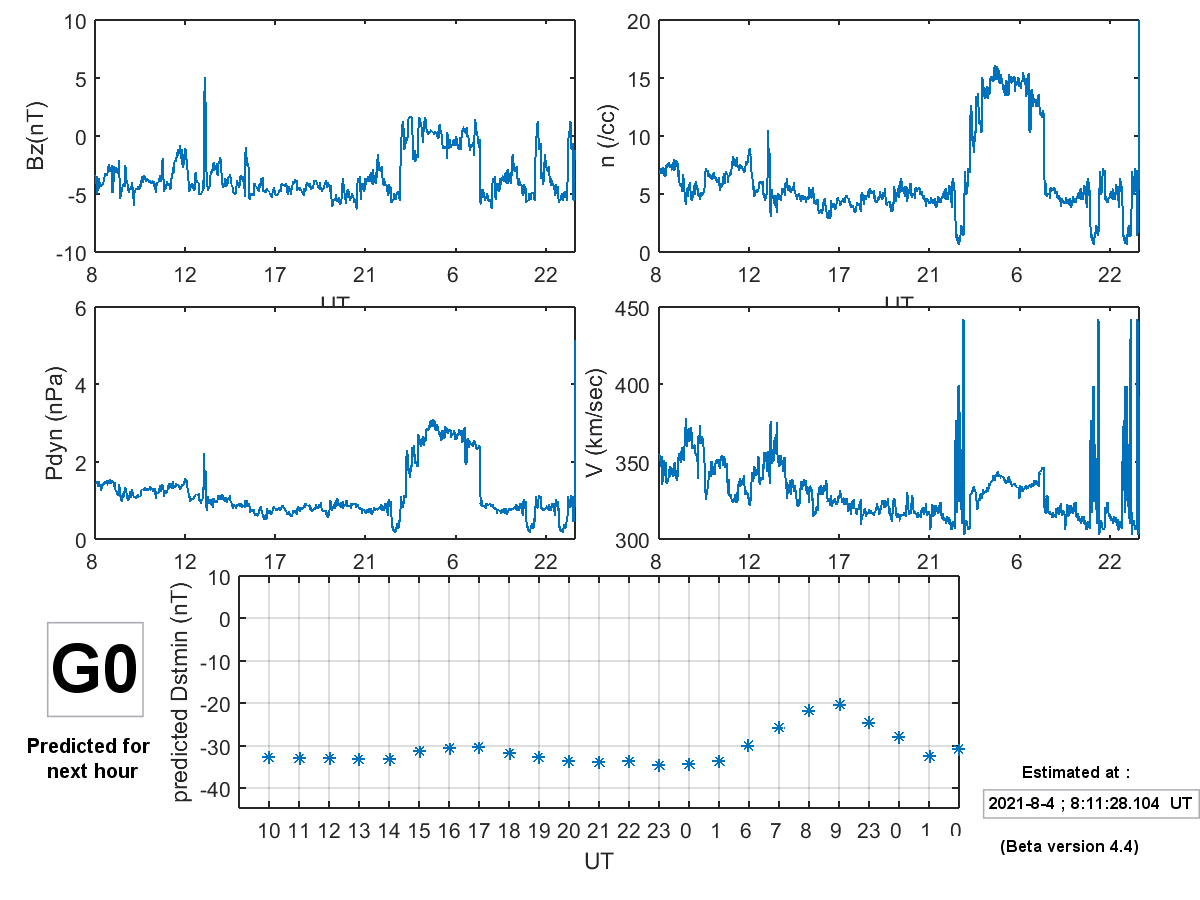 10
5
0
-5
-10
Bz(nT)
8 12 17 21 6 22
UT
20
15
10
5
0
n (/cc)
8 12 17 21 6 22
UT
6
4
2
0
Pdyn (nPa)
8 12 17 21 6 22
450
400
350
300
V (km/sec)
8 12 17 21 6 22
10
0
-10
-20
-30
-40
predicted Dstmin (nT)
10 11 12 13 14 15 16 17 18 19 20 21 22 23 0 1 6 7 8 9 23 0 1 0
UT
G0
Predicted for
next hour
Estimated at :
2021-8-4 ; 8:11:28.104 UT
(Beta version 4.4)